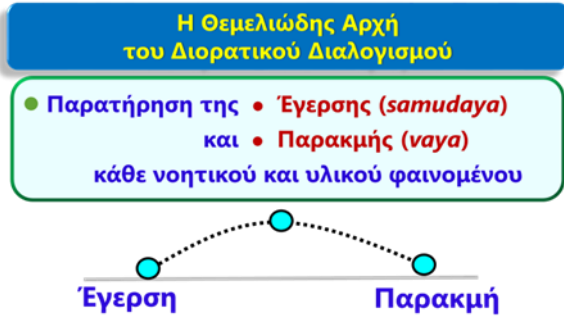 Η Θεμελιώδης Αρχή
του Διορατικού Διαλογισμού
Παρατήρηση της • Έγερσης (samudaya)
και • Παρακμής (vaya)
κάθε νοητικού και υλικού φαινομένου
Έγερση Παρακμή